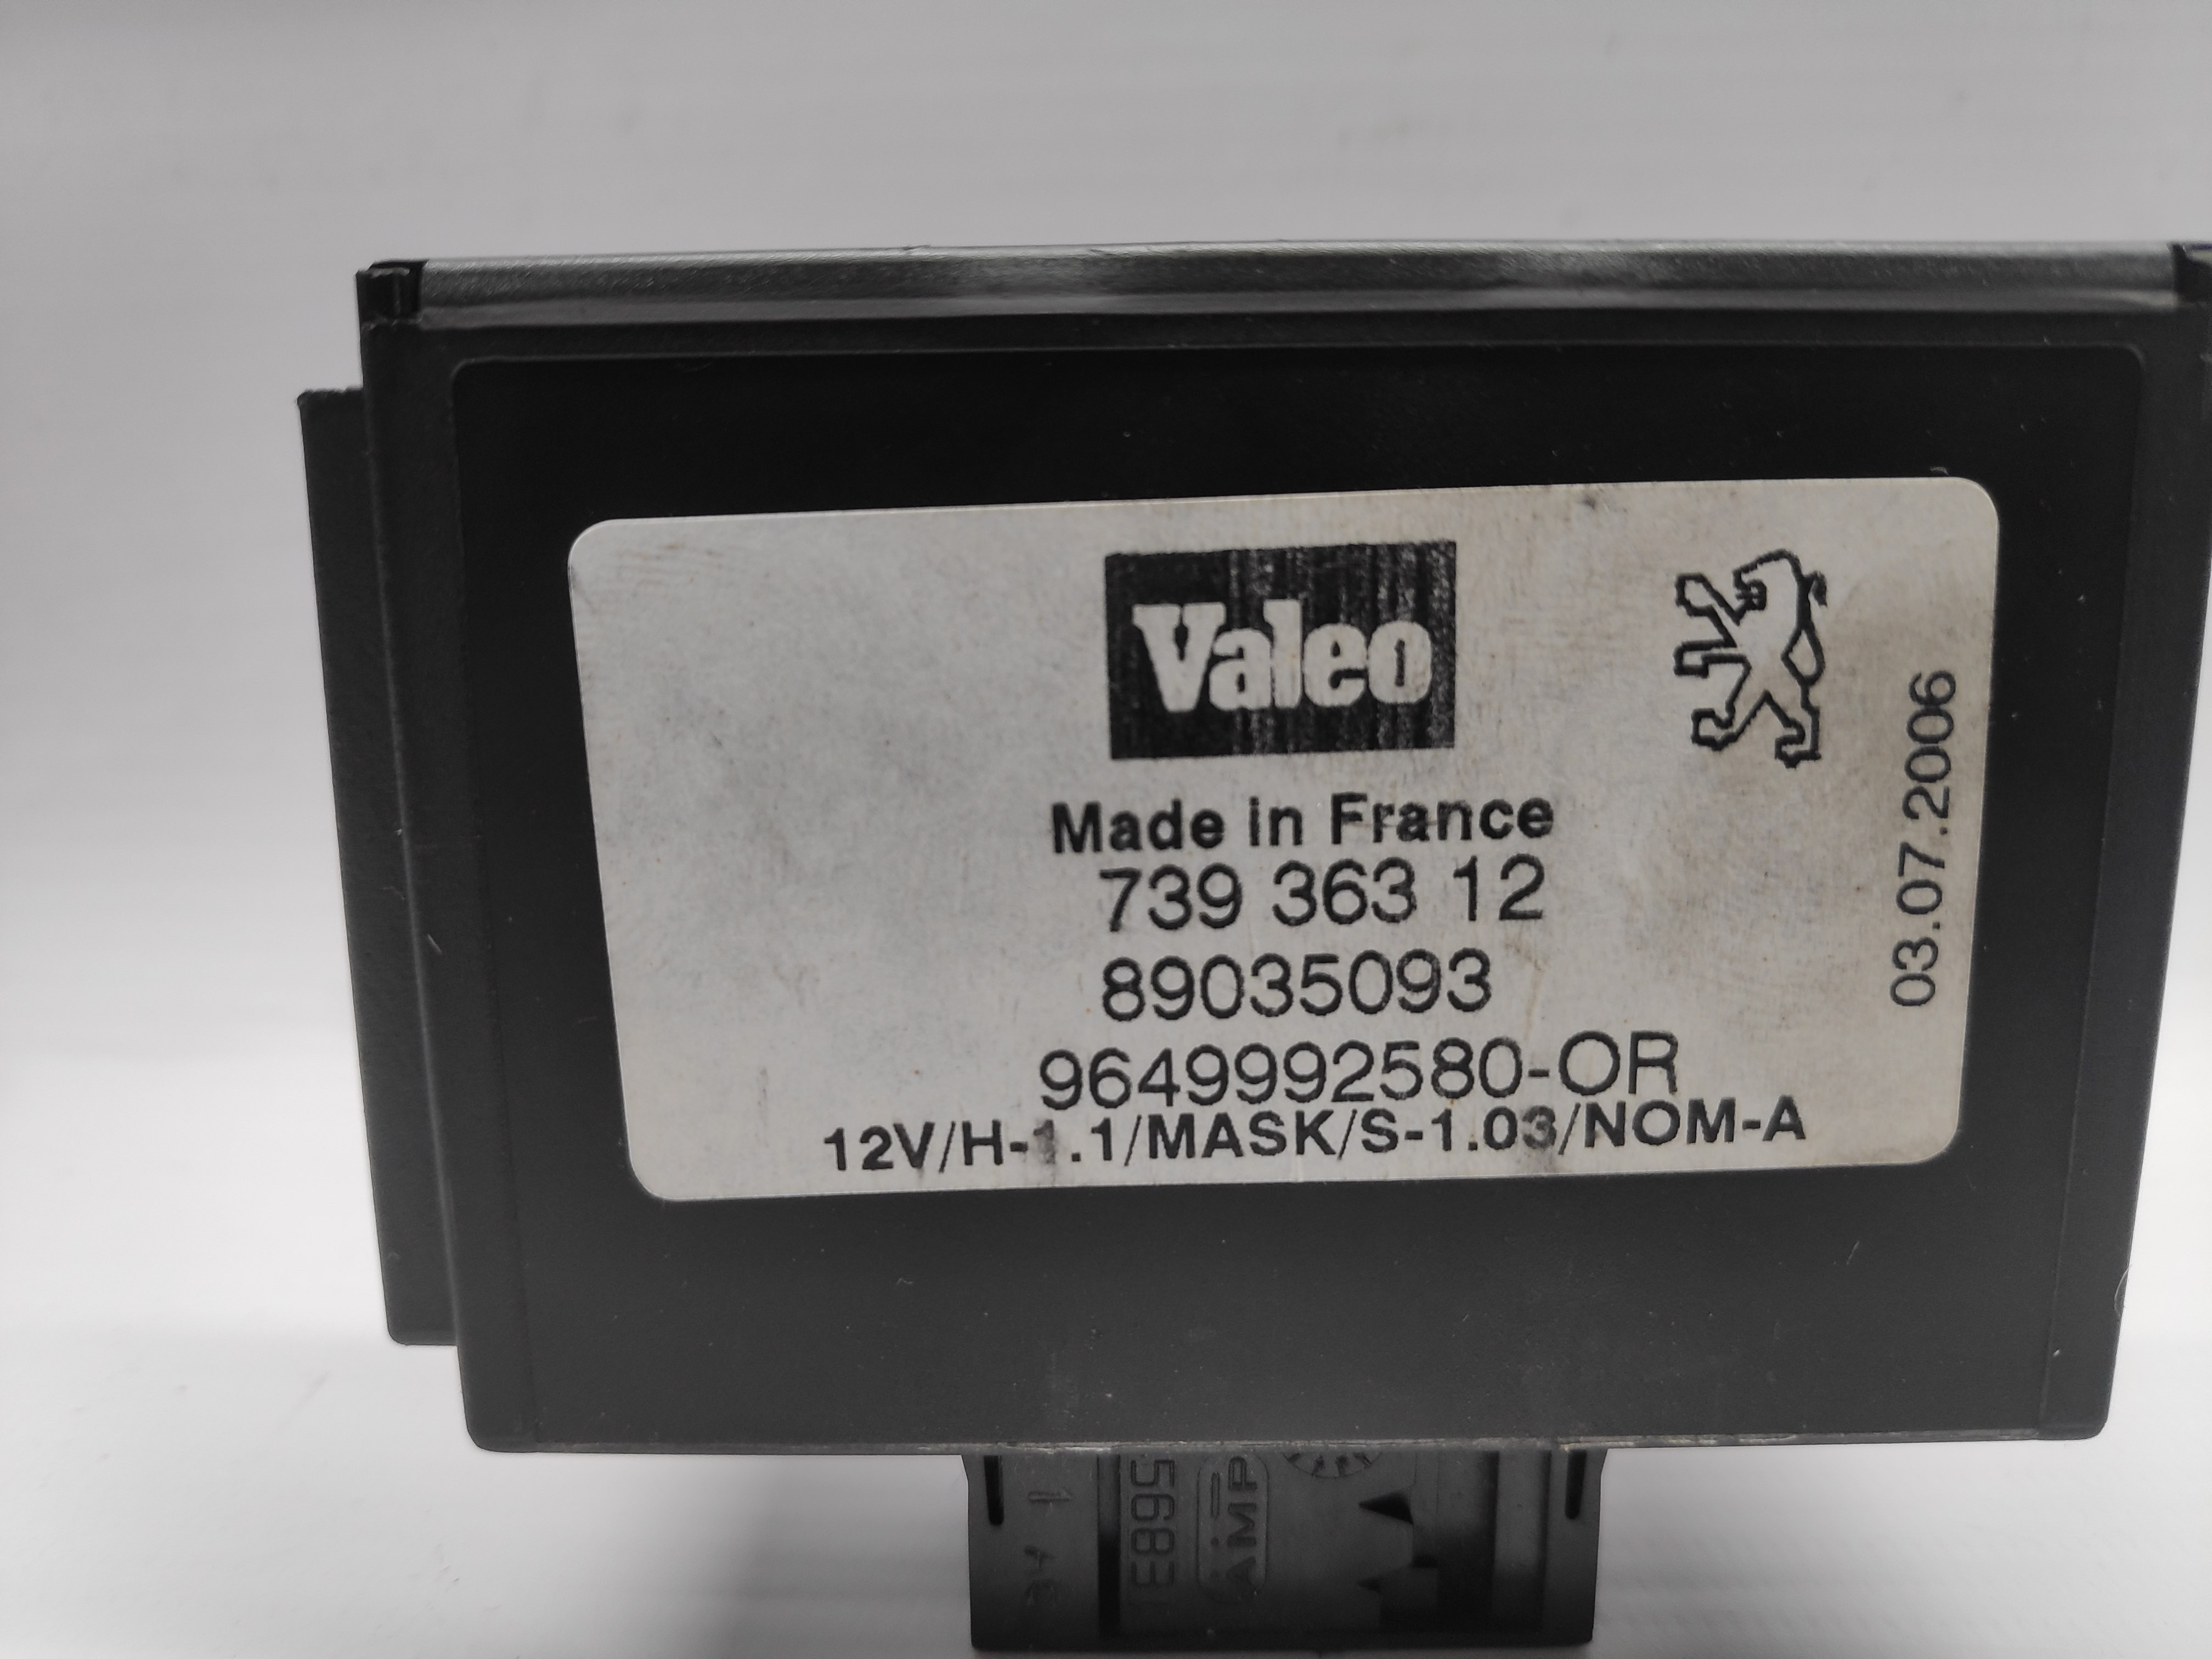 Valeo
Made in France
739 363 12
89035093
9649992580-OR
12V/H-1.1/MASK/S-1.03/NOM-A
03.07.2006
AMP